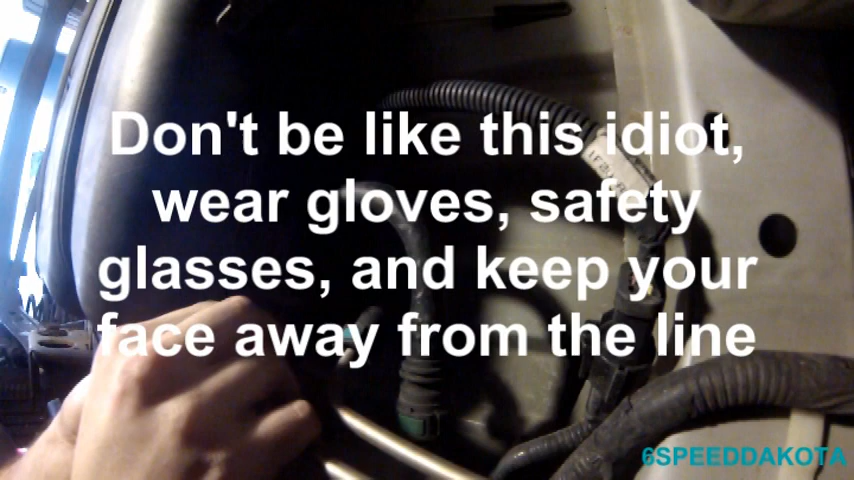 Don't be like this idiot,
wear gloves, safety
glasses, and keep your
face away from the line
6SPEEDDAKOTA